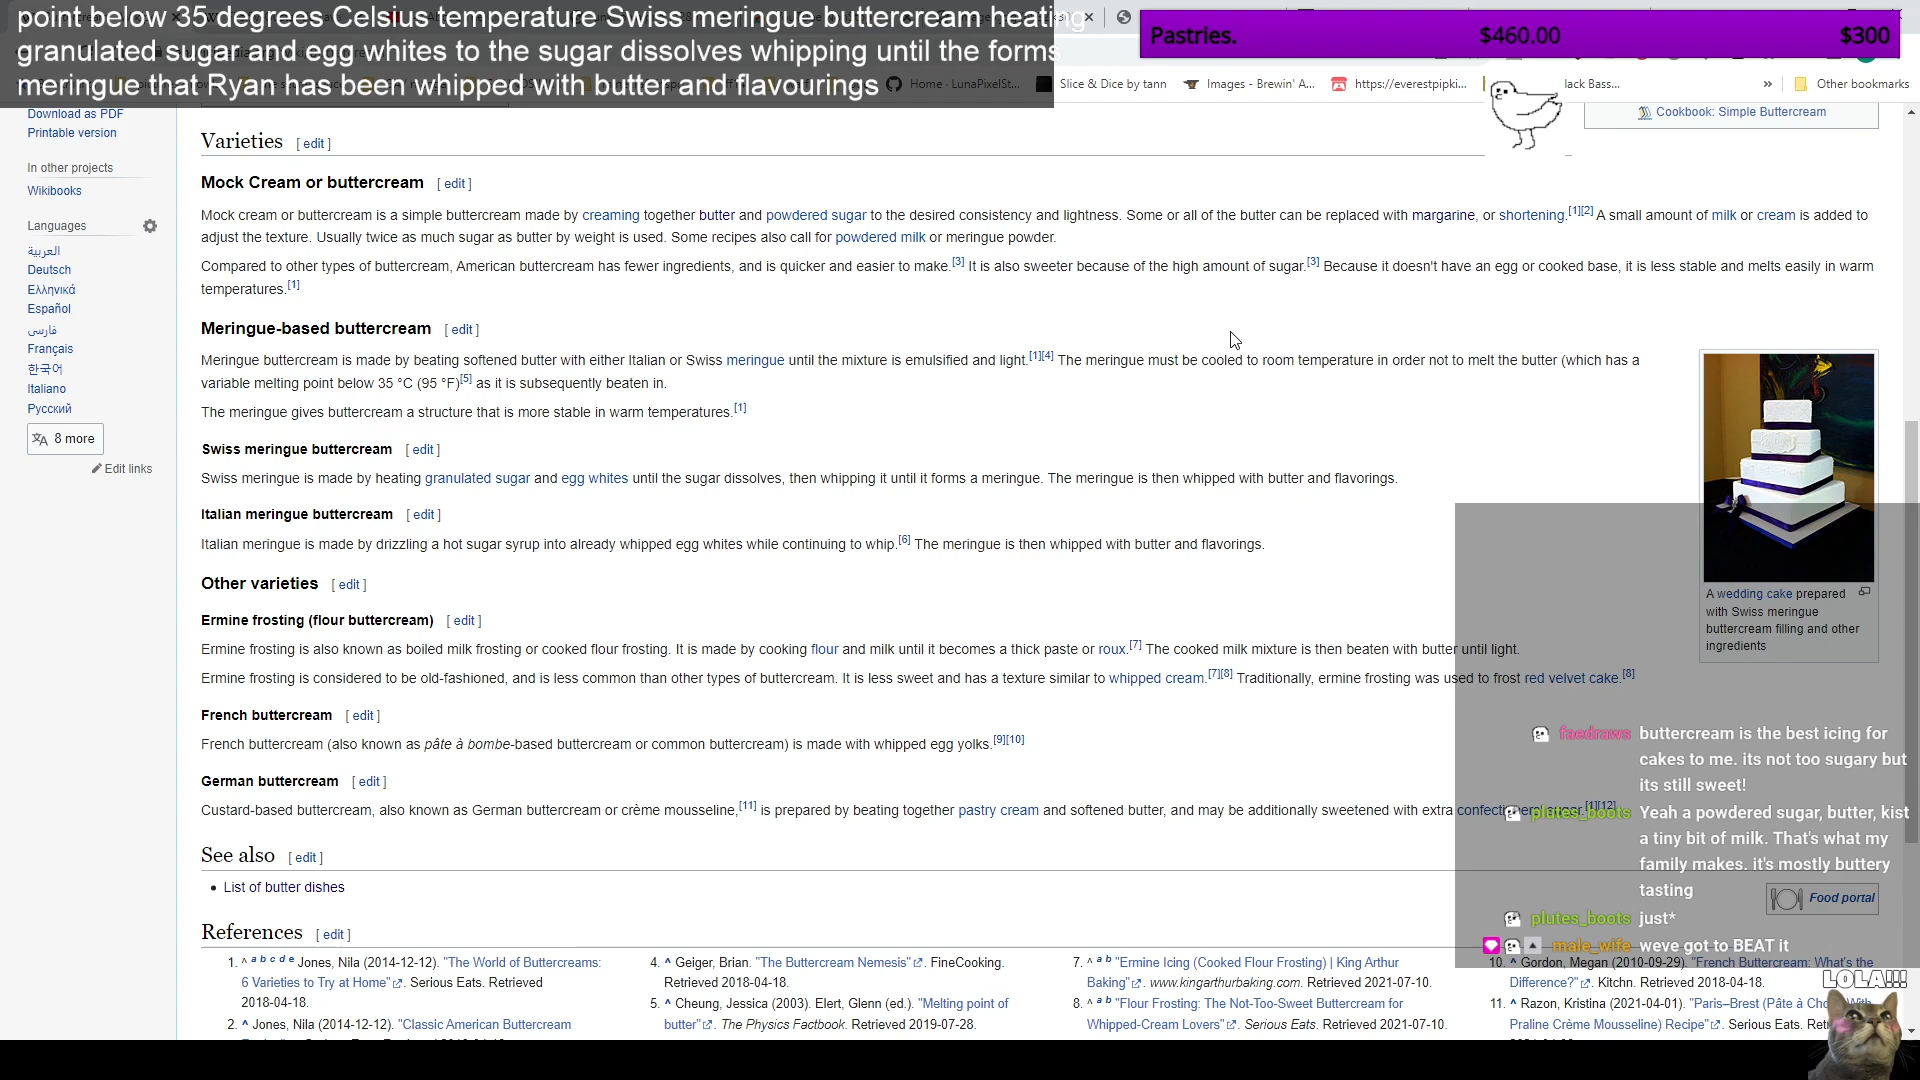 point below 35 degrees Celsius temperature Swiss meringue buttercream heating
granulated sugar and egg whites to the sugar dissolves whipping until the forms
meringue that Ryan has been whipped with butter and flavourings
Pastries. $460.00 $300
Home - LunaPixelSt... Slice & Dice by tann Images - Brewin' A... https://everestpipki... lack Bass... » Other bookmarks
Download as PDF
Printable version
In other projects
Wikibooks
Languages
العربية
Deutsch
Ελληνικά
Español
فارسی
Français
한국어
Italiano
Русский
8 more
Edit links
Cookbook: Simple Buttercream
Varieties [ edit ]
Mock Cream or buttercream [ edit ]
Mock cream or buttercream is a simple buttercream made by creaming together butter and powdered sugar to the desired consistency and lightness. Some or all of the butter can be replaced with margarine, or shortening.[1][2] A small amount of milk or cream is added to
adjust the texture. Usually twice as much sugar as butter by weight is used. Some recipes also call for powdered milk or meringue powder.
Compared to other types of buttercream, American buttercream has fewer ingredients, and is quicker and easier to make.[3] It is also sweeter because of the high amount of sugar.[3] Because it doesn't have an egg or cooked base, it is less stable and melts easily in warm
temperatures.[1]
Meringue-based buttercream [ edit ]
Meringue buttercream is made by beating softened butter with either Italian or Swiss meringue until the mixture is emulsified and light.[1][4] The meringue must be cooled to room temperature in order not to melt the butter (which has a
variable melting point below 35 °C (95 °F)[5] as it is subsequently beaten in.
The meringue gives buttercream a structure that is more stable in warm temperatures.[1]
Swiss meringue buttercream [ edit ]
Swiss meringue is made by heating granulated sugar and egg whites until the sugar dissolves, then whipping it until it forms a meringue. The meringue is then whipped with butter and flavorings.
Italian meringue buttercream [ edit ]
Italian meringue is made by drizzling a hot sugar syrup into already whipped egg whites while continuing to whip.[6] The meringue is then whipped with butter and flavorings.
A wedding cake prepared
with Swiss meringue
buttercream filling and other
ingredients
Other varieties [ edit ]
Ermine frosting (flour buttercream) [ edit ]
Ermine frosting is also known as boiled milk frosting or cooked flour frosting. It is made by cooking flour and milk until it becomes a thick paste or roux.[7] The cooked milk mixture is then beaten with butter until light.
Ermine frosting is considered to be old-fashioned, and is less common than other types of buttercream. It is less sweet and has a texture similar to whipped cream.[7][8] Traditionally, ermine frosting was used to frost red velvet cake.[8]
French buttercream [ edit ]
French buttercream (also known as pâte à bombe-based buttercream or common buttercream) is made with whipped egg yolks.[9][10]
German buttercream [ edit ]
Custard-based buttercream, also known as German buttercream or crème mousseline,[11] is prepared by beating together pastry cream and softened butter, and may be additionally sweetened with extra [1][12]
See also [ edit ]
List of butter dishes
Food portal
faedraws buttercream is the best icing for
cakes to me. its not too sugary but
its still sweet!
plutes_boots Yeah a powdered sugar, butter, kist
a tiny bit of milk. That's what my
family makes. it's mostly buttery
tasting
plutes_boots just*
male_wife weve got to BEAT it
References [ edit ]
1. ^ a b c d e Jones, Nila (2014-12-12). "The World of Buttercreams:
6 Varieties to Try at Home". Serious Eats. Retrieved
2018-04-18.
2. ^ Jones, Nila (2014-12-12). "Classic American Buttercream
4. ^ Geiger, Brian. "The Buttercream Nemesis". FineCooking.
Retrieved 2018-04-18.
5. ^ Cheung, Jessica (2003). Elert, Glenn (ed.). "Melting point of
butter". The Physics Factbook. Retrieved 2019-07-28.
7. ^ a b "Ermine Icing (Cooked Flour Frosting) | King Arthur
Baking". www.kingarthurbaking.com. Retrieved 2021-07-10.
8. ^ a b "Flour Frosting: The Not-Too-Sweet Buttercream for
Whipped-Cream Lovers". Serious Eats. Retrieved 2021-07-10.
10. ^ Gordon, Megan (2010-09-29). "French Buttercream: What's the
Difference?". Kitchn. Retrieved 2018-04-18.
11. ^ Razon, Kristina (2021-04-01). "Paris–Brest (Pâte à Cho With
Praline Crème Mousseline) Recipe". Serious Eats. Retr
LOLA!!!